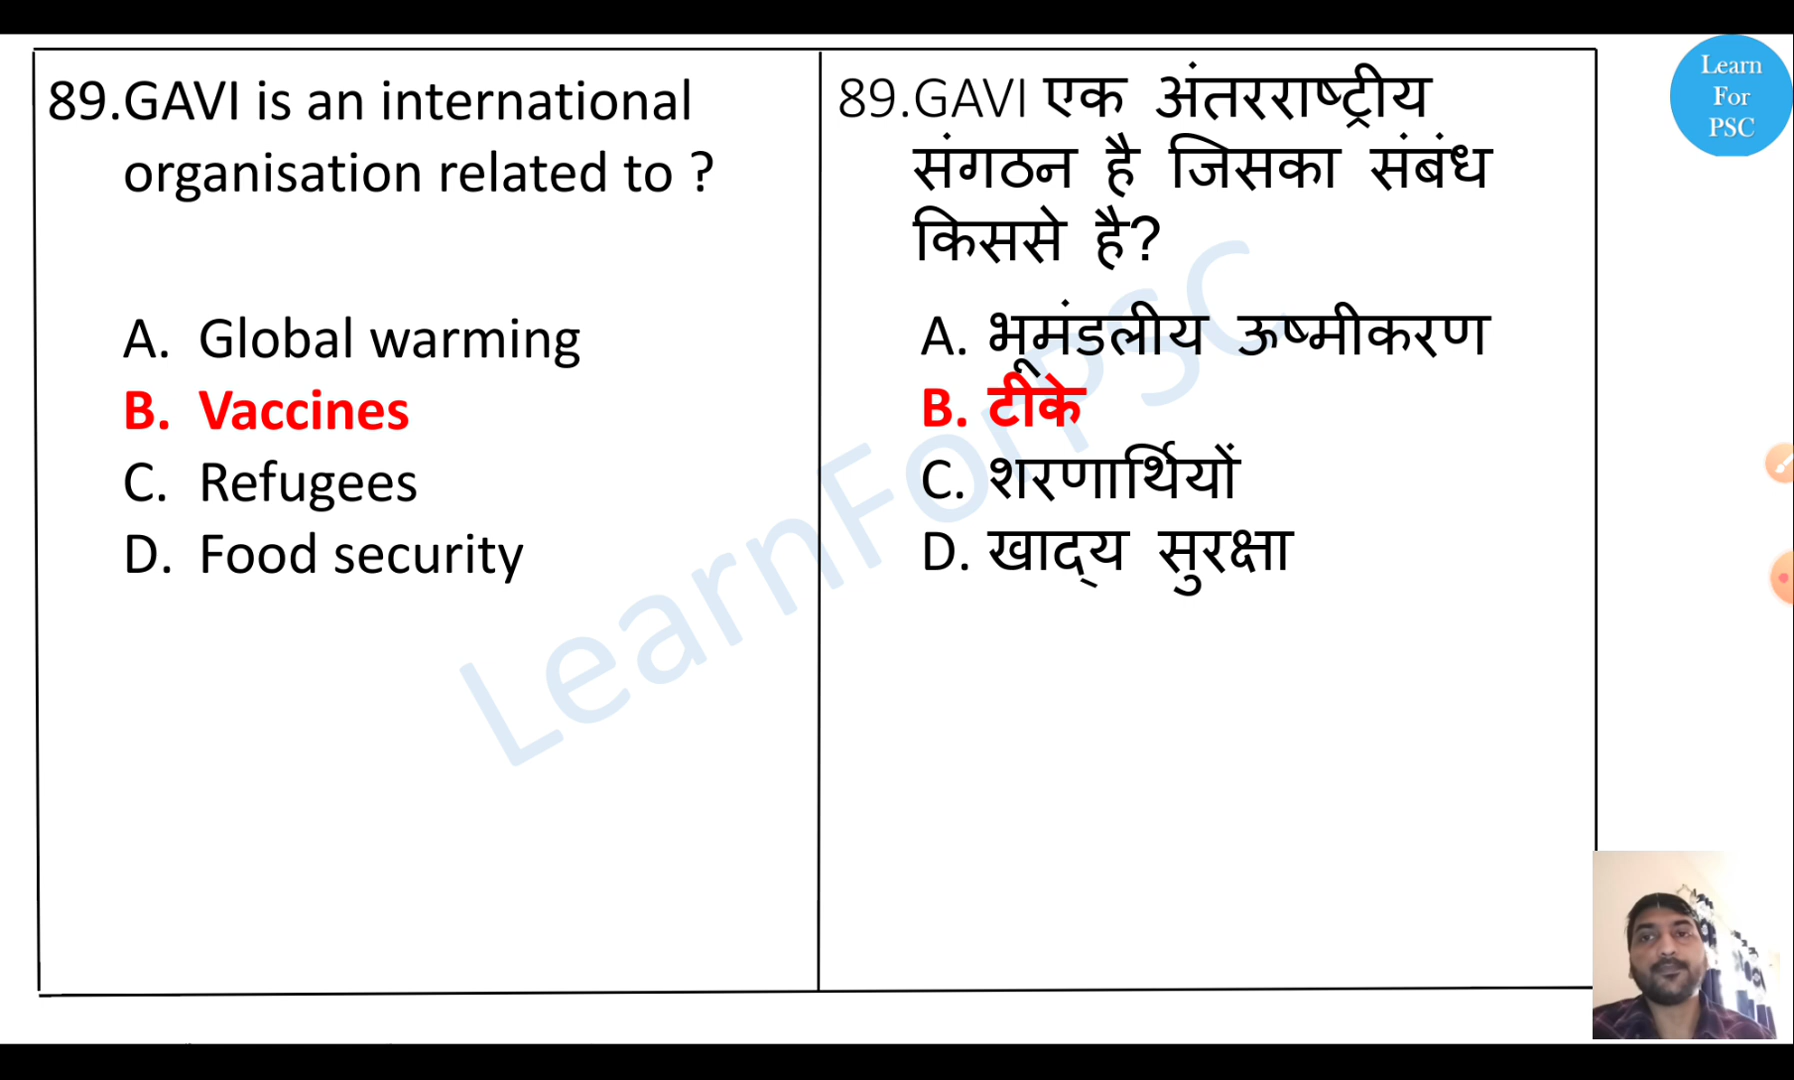 89.GAVI is an international
organisation related to ?
A. Global warming
B. Vaccines
C. Refugees
D. Food security
89.GAVI एक अंतरराष्ट्रीय
संगठन है जिसका संबंध
किससे है?
A. भूमंडलीय ऊष्मीकरण
B. टीके
C. शरणार्थियों
D. खाद्य सुरक्षा
Learn
For
PSC
LearnForPSC